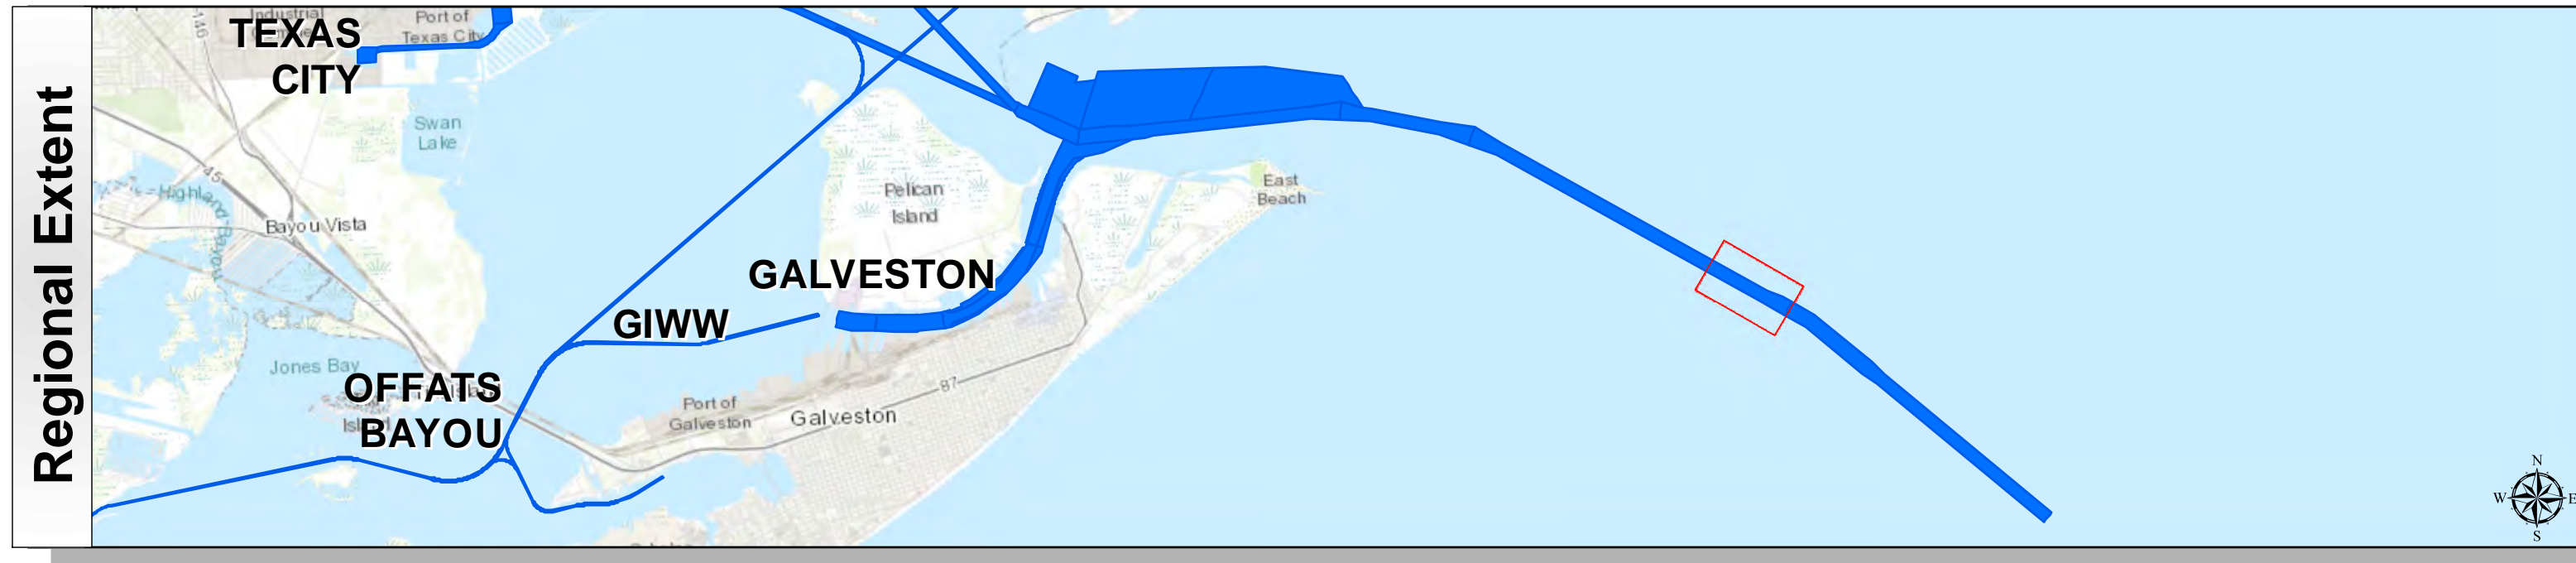 Regional Extent
Industrial
Port of
Texas City
TEXAS
CITY
146
Swan
Lake
45
Highland
Bayou
Bayou Vista
Pelican
Island
East
Beach
GALVESTON
GIWW
Jones Bay
OFFATS
BAYOU
Port of
Galveston
Galveston
87
N
W
E
S